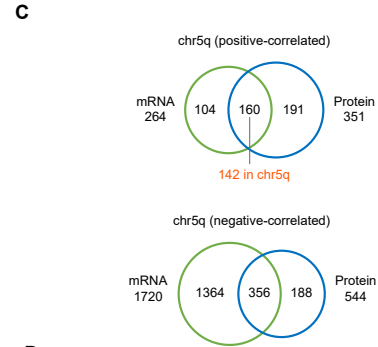 C
chr5q (positive-correlated)
mRNA
264
104
160
191
Protein
351
142 in chr5q
chr5q (negative-correlated)
mRNA
1720
1364
356
188
Protein
544